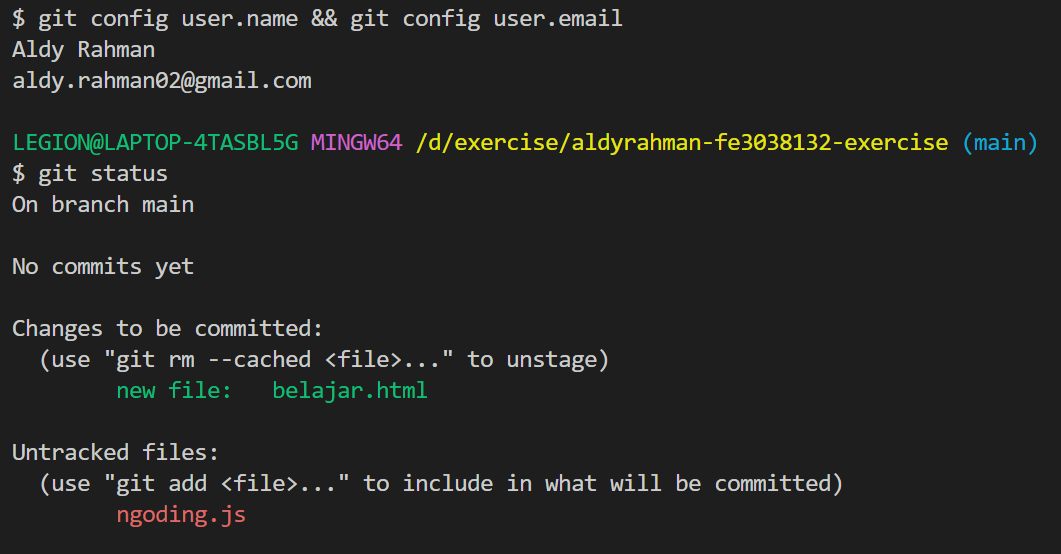 $ git config user.name && git config user.email
Aldy Rahman
aldy.rahman02@gmail.com
LEGION@LAPTOP-4TASBL5G MINGW64 /d/exercise/aldyrahman-fe3038132-exercise (main)
$ git status
On branch main
No commits yet
Changes to be committed:
  (use "git rm --cached <file>..." to unstage)
        new file:   belajar.html
Untracked files:
  (use "git add <file>..." to include in what will be committed)
        ngoding.js